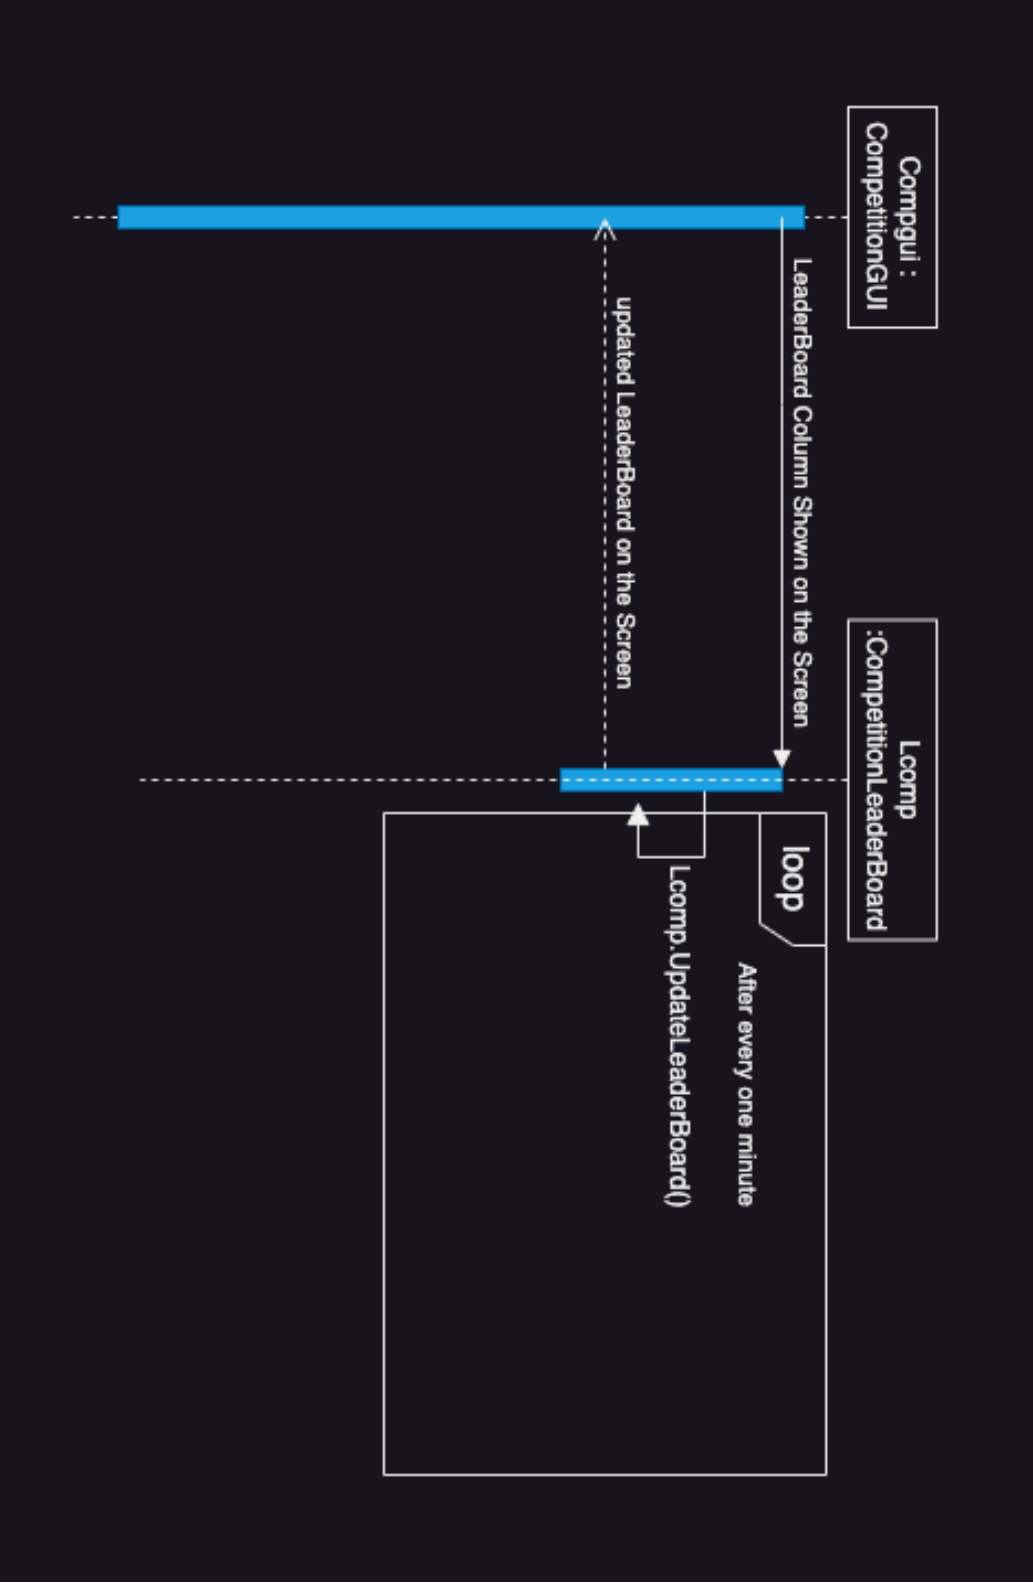 Compgui :
CompetitionGUI
Lcomp
:CompetitionLeaderBoard
LeaderBoard Column Shown on the Screen
loop
After every one minute
Lcomp.UpdateLeaderBoard()
updated LeaderBoard on the Screen